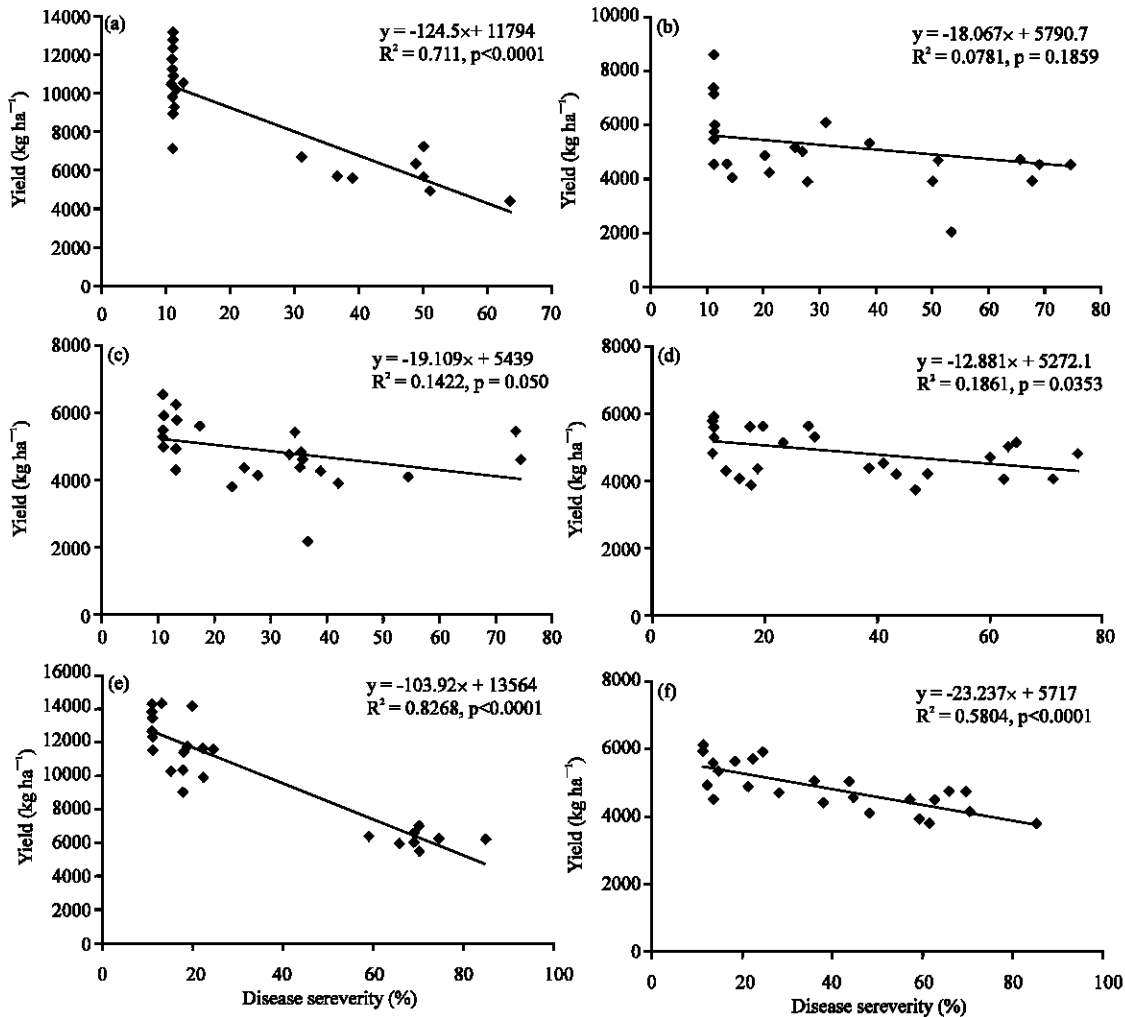 (a)
y = -124.5x + 11794
R² = 0.711, p<0.0001
Yield (kg ha⁻¹)
14000
12000
10000
8000
6000
4000
2000
0
0 10 20 30 40 50 60 70
(b)
y = -18.067x + 5790.7
R² = 0.0781, p = 0.1859
Yield (kg ha⁻¹)
10000
8000
6000
4000
2000
0
0 10 20 30 40 50 60 70 80
(c)
y = -19.109x + 5439
R² = 0.1422, p = 0.050
Yield (kg ha⁻¹)
8000
6000
4000
2000
0
0 10 20 30 40 50 60 70 80
(d)
y = -12.881x + 5272.1
R² = 0.1861, p = 0.0353
Yield (kg ha⁻¹)
8000
6000
4000
2000
0
0 20 40 60 80
(e)
y = -103.92x + 13564
R² = 0.8268, p<0.0001
Yield (kg ha⁻¹)
16000
14000
12000
10000
8000
6000
4000
2000
0
0 20 40 60 80 100
Disease sereverity (%)
(f)
y = -23.237x + 5717
R² = 0.5804, p<0.0001
Yield (kg ha⁻¹)
8000
6000
4000
2000
0
0 20 40 60 80 100
Disease sereverity (%)